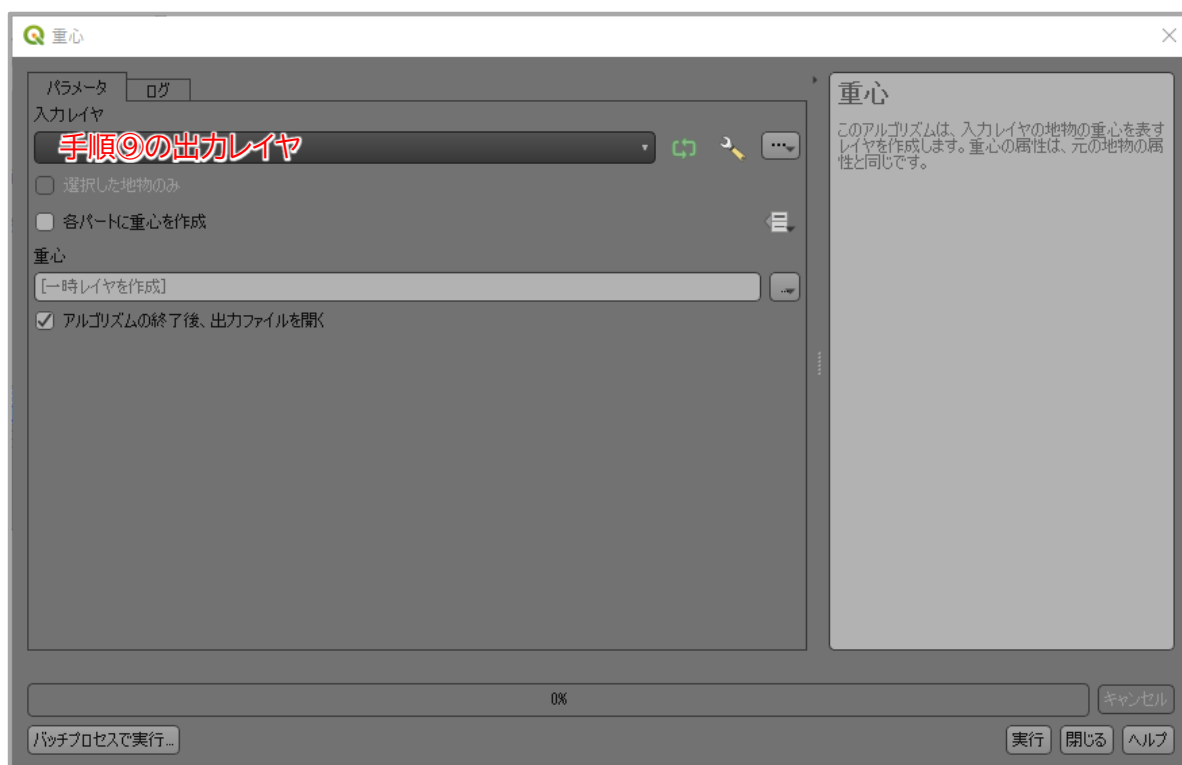 重心
パラメータ ログ
入力レイヤ
手順⑨の出力レイヤ
選択した地物のみ
各パートに重心を作成
重心
[一時レイヤを作成]
アルゴリズムの終了後、出力ファイルを開く
重心
このアルゴリズムは、入力レイヤの地物の重心を表す
レイヤを作成します。重心の属性は、元の地物の属
性と同じです。
0%
キャンセル
バッチプロセスで実行...
実行 閉じる ヘルプ